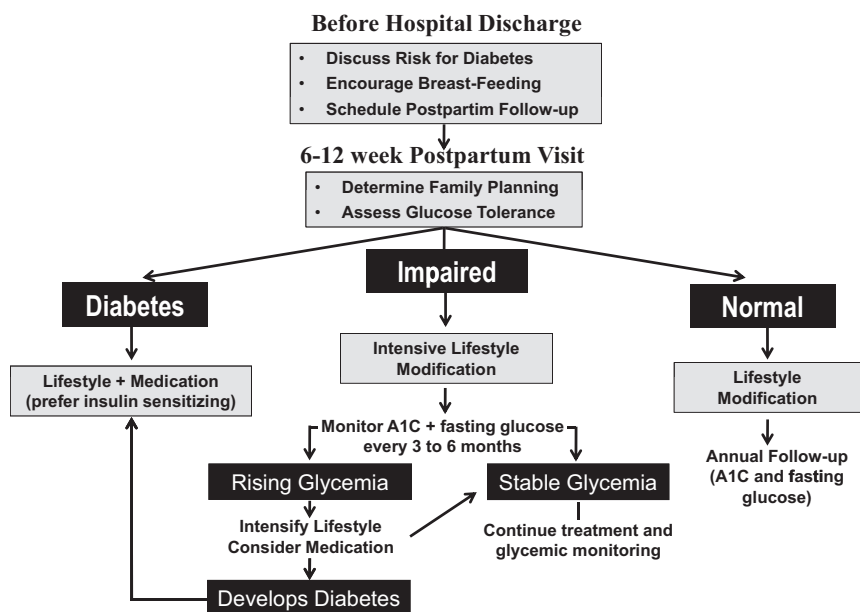 Before Hospital Discharge
• Discuss Risk for Diabetes
• Encourage Breast-Feeding
• Schedule Postpartim Follow-up
6-12 week Postpartum Visit
• Determine Family Planning
• Assess Glucose Tolerance
Diabetes
Impaired
Normal
Lifestyle + Medication
(prefer insulin sensitizing)
Intensive Lifestyle
Modification
Lifestyle
Modification
Monitor A1C + fasting glucose
every 3 to 6 months
Annual Follow-up
(A1C and fasting
glucose)
Rising Glycemia
Stable Glycemia
Intensify Lifestyle
Consider Medication
Continue treatment and
glycemic monitoring
Develops Diabetes